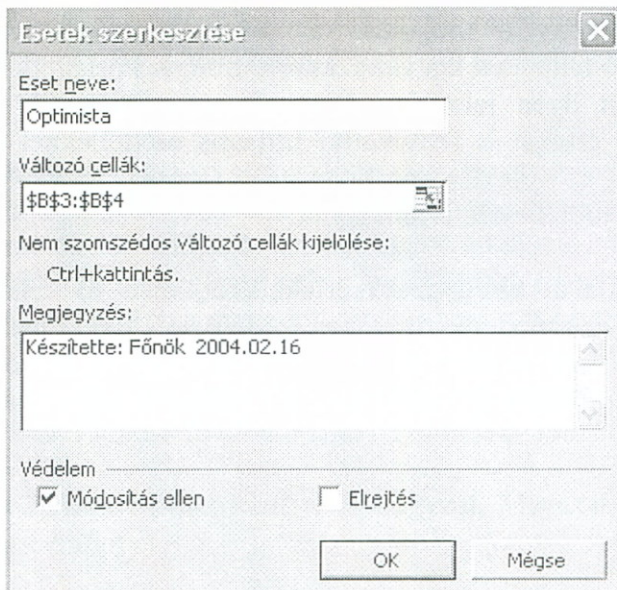 Esetek szerkesztése
Eset neve:
Optimista
Változó cellák:
$B$3:$B$4
Nem szomszédos változó cellák kijelölése:
Ctrl+kattintás.
Megjegyzés:
Készítette: Főnök 2004.02.16
Védelem
Módosítás ellen Elrejtés
OK Mégse